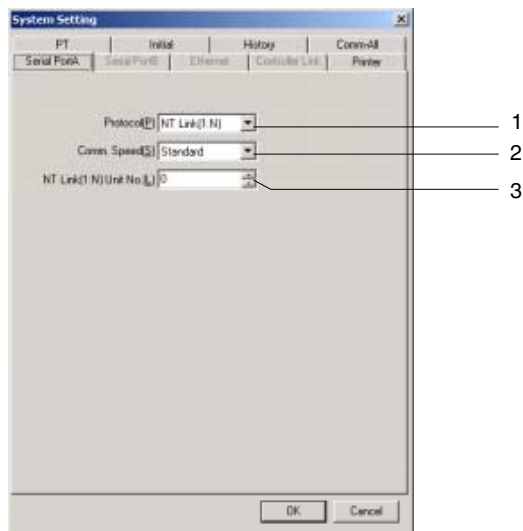 System Setting
PT Initial History Comm-All
Serial PortA Serial PortB Ethernet Controller Link Printer
Protocol[P] NT Link(1:N) 1
Comm. Speed[S] Standard 2
NT Link(1:N) Unit No.[L] 0 3
OK Cancel